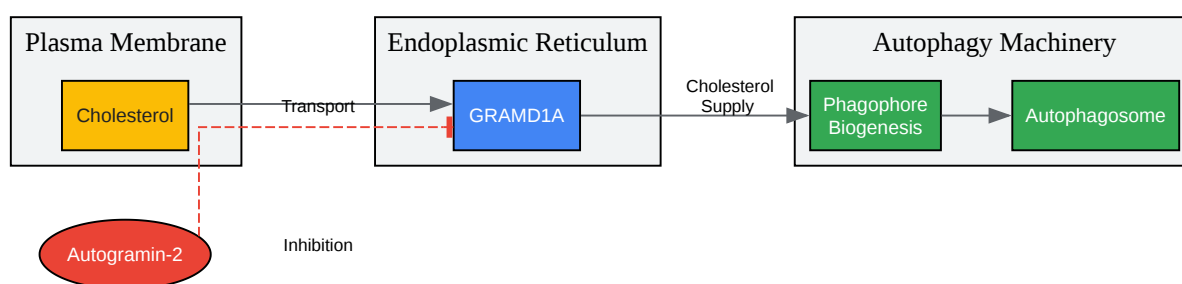 Plasma Membrane
Endoplasmic Reticulum
Autophagy Machinery
Cholesterol
Transport
GRAMD1A
Cholesterol
Supply
Phagophore
Biogenesis
Autophagosome
Autogramin-2
Inhibition